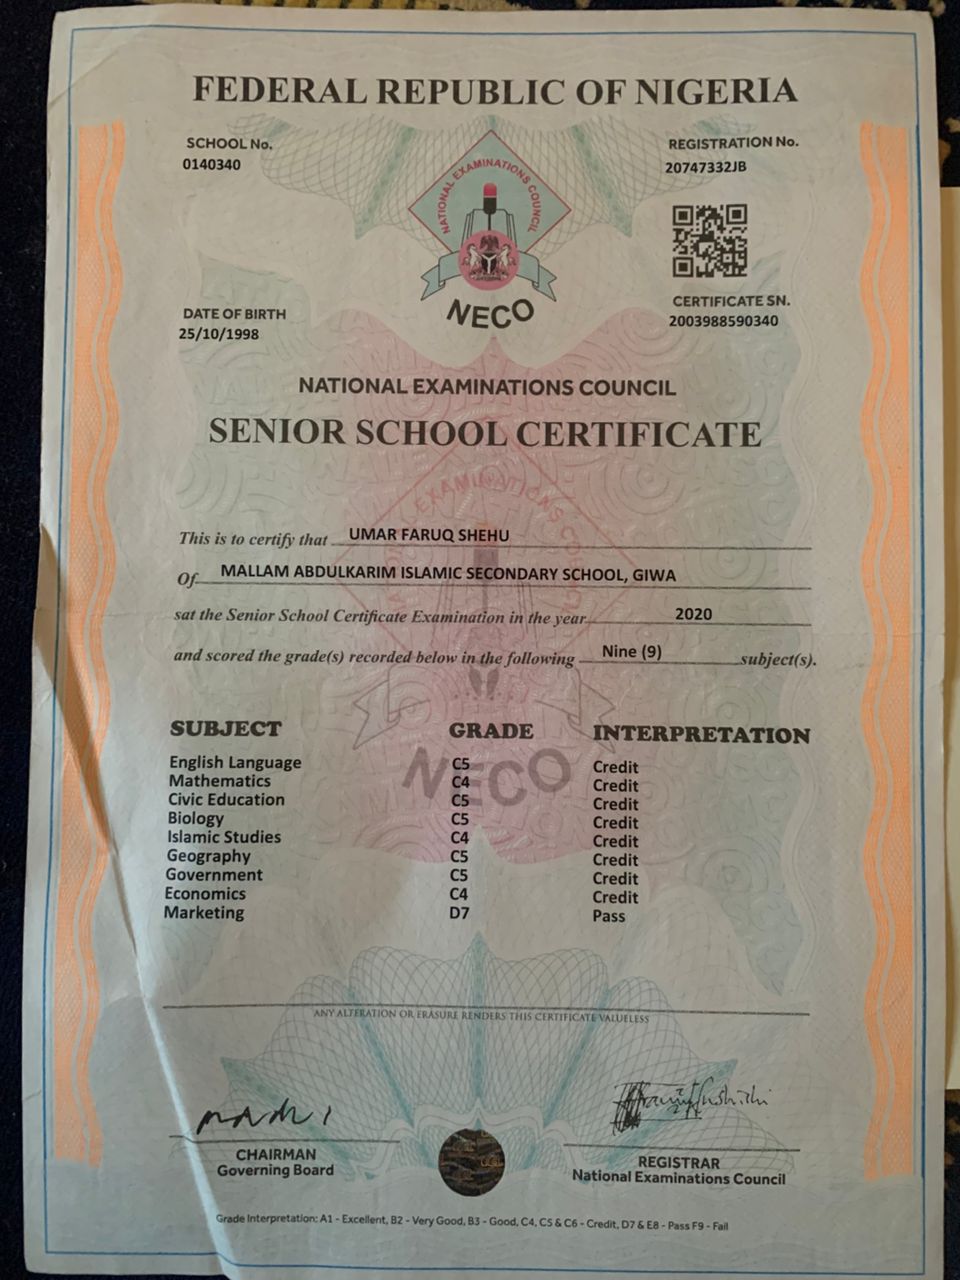 FEDERAL REPUBLIC OF NIGERIA
SCHOOL No.
0140340
REGISTRATION No.
20747332JB
NATIONAL EXAMINATIONS COUNCIL
NECO
DATE OF BIRTH
25/10/1998
CERTIFICATE SN.
2003988590340
NATIONAL EXAMINATIONS COUNCIL
SENIOR SCHOOL CERTIFICATE
This is to certify that UMAR FARUQ SHEHU
Of MALLAM ABDULKARIM ISLAMIC SECONDARY SCHOOL, GIWA
sat the Senior School Certificate Examination in the year 2020
and scored the grade(s) recorded below in the following Nine (9) subject(s).
SUBJECT GRADE INTERPRETATION
English Language C5 Credit
Mathematics C4 Credit
Civic Education C5 Credit
Biology C5 Credit
Islamic Studies C4 Credit
Geography C5 Credit
Government C5 Credit
Economics C4 Credit
Marketing D7 Pass
NECO
ANY ALTERATION OR ERASURE RENDERS THIS CERTIFICATE VALUELESS
CHAIRMAN
Governing Board
REGISTRAR
National Examinations Council
Grade Interpretation: A1 - Excellent, B2 - Very Good, B3 - Good, C4, C5 & C6 - Credit, D7 & E8 - Pass F9 - Fail